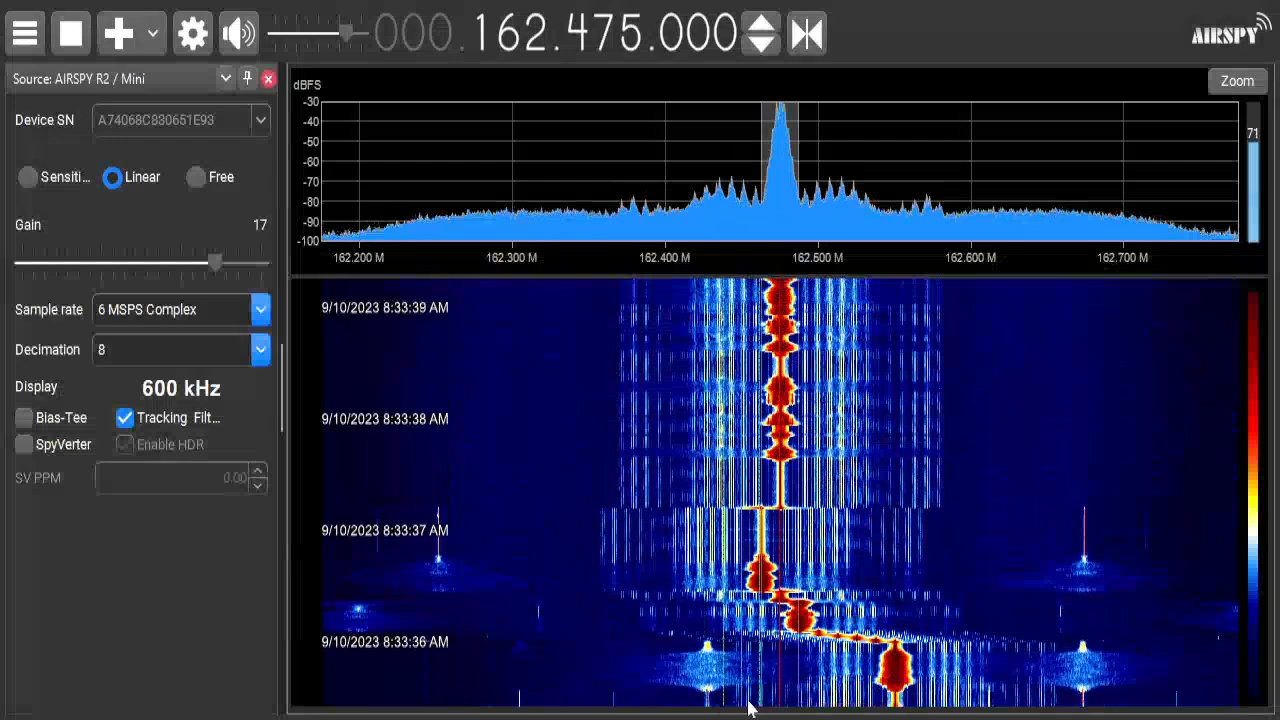 000.162.475.000
AIRSPY
Source: AIRSPY R2 / Mini
Device SN A74068C830651E93
Sensiti... Linear Free
Gain 17
Sample rate 6 MSPS Complex
Decimation 8
Display 600 kHz
Bias-Tee Tracking Filt...
SpyVerter Enable HDR
SV PPM 0.00
dBFS
Zoom
-30
-40
-50
-60
-70
-80
-90
-100
71
162.200 M 162.300 M 162.400 M 162.500 M 162.600 M 162.700 M
9/10/2023 8:33:39 AM
9/10/2023 8:33:38 AM
9/10/2023 8:33:37 AM
9/10/2023 8:33:36 AM